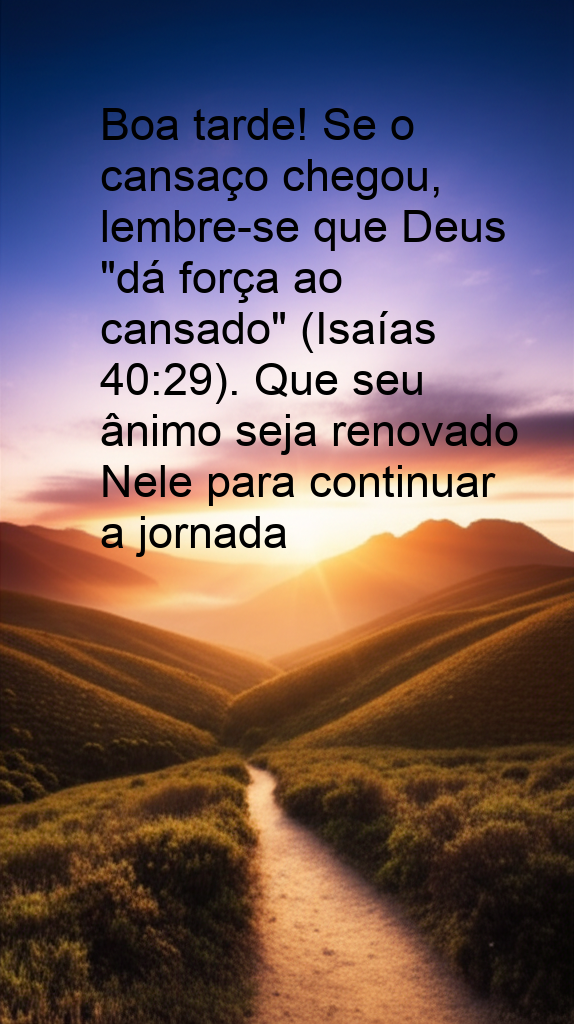 Boa tarde! Se o
cansaço chegou,
lembre-se que Deus
"dá força ao
cansado" (Isaías
40:29). Que seu
ânimo seja renovado
Nele para continuar
a jornada